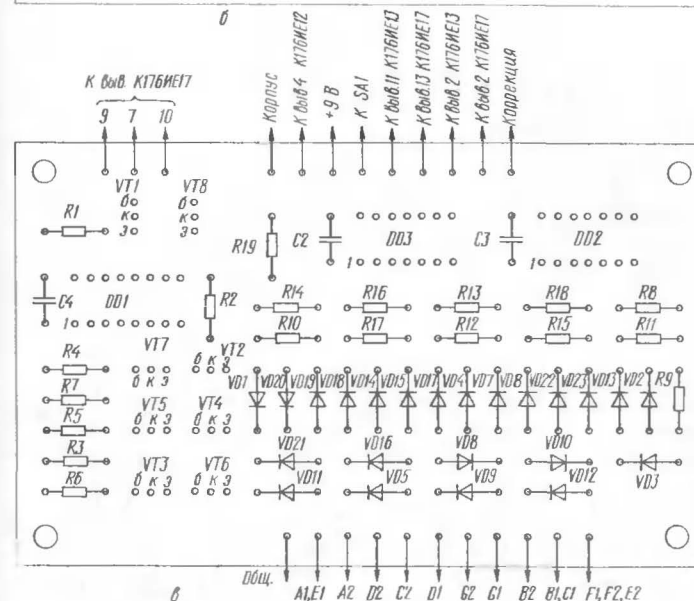 б
К выв. К176ИЕ17
9 7 10
Корпус
К выв.4 К176ИЕ12
+9 В
К SA1
К выв.11 К176ИЕ13
К выв.13 К176ИЕ17
К выв.2 К176ИЕ13
К выв.2 К176ИЕ17
Коррекция
VT1 VT8
б б
R1 к к
э э
R19 C2 DD3 C3 DD2
1 1
C4 DD1 R2
1
R14 R16 R13 R18 R8
R10 R17 R12 R15 R11
VT7 VT2
R4 б к э б к э
R7
VD1 VD20 VD19 VD18 VD14 VD15 VD17 VD4 VD7 VD8 VD22 VD23 VD13 VD2 R9
VT5 VT4
R5 б к э б к э
R3 VD21 VD16 VD8 VD10
VT3 VT6
R6 б к э б к э
VD11 VD5 VD9 VD12 VD3
Общ. A1,E1 A2 D2 C2 D1 G2 G1 B2 B1,C1 F1,F2,E2
в